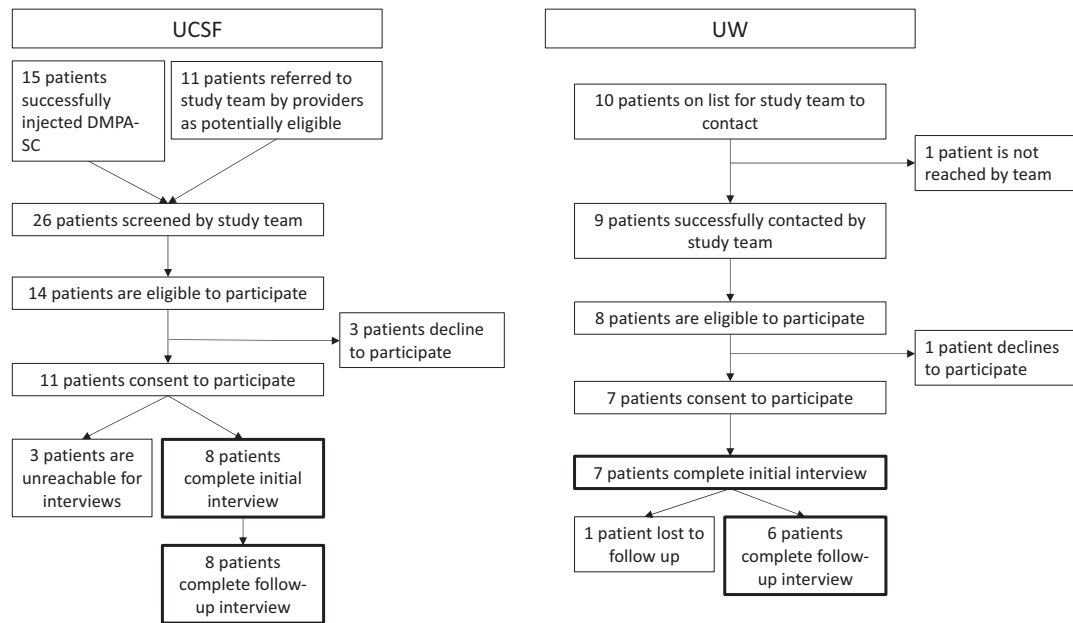 UCSF
15 patients
successfully
injected DMPA-
SC
11 patients referred to
study team by providers
as potentially eligible
26 patients screened by study team
14 patients are eligible to participate
3 patients decline
to participate
11 patients consent to participate
3 patients are
unreachable for
interviews
8 patients
complete initial
interview
8 patients
complete follow-
up interview
UW
10 patients on list for study team to
contact
1 patient is not
reached by team
9 patients successfully contacted by
study team
8 patients are eligible to participate
1 patient declines
to participate
7 patients consent to participate
7 patients complete initial interview
1 patient lost to
follow up
6 patients
complete follow-
up interview